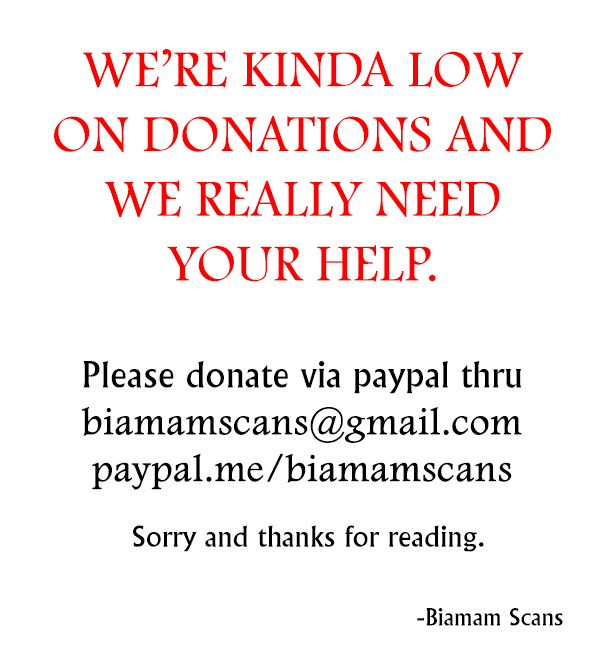 WE’RE KINDA LOW
ON DONATIONS AND
WE REALLY NEED
YOUR HELP.
Please donate via paypal thru
biamamscans@gmail.com
paypal.me/biamamscans
Sorry and thanks for reading.
-Biamam Scans